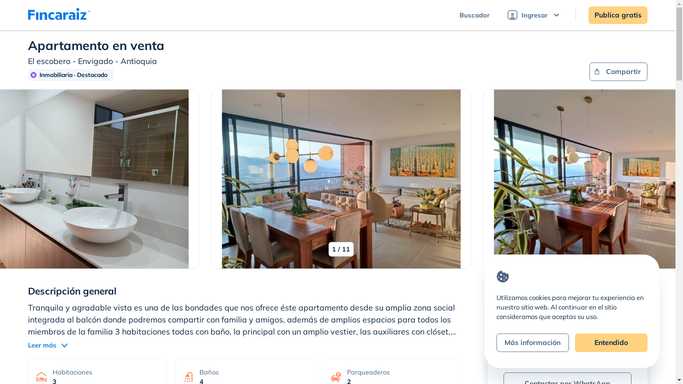 Fincaraiz
Buscador
Ingresar
Publica gratis
Apartamento en venta
El escobero - Envigado - Antioquia
Inmobiliaria - Destacado
Compartir
1 / 11
Descripción general
Tranquila y agradable vista es una de las bondades que nos ofrece éste apartamento desde su amplia zona social
integrada al balcón donde podremos compartir con familia y amigos, además de amplios espacios para todos los
miembros de la familia 3 habitaciones todas con baño, la principal con un amplio vestier, las auxiliares con clóset,...
Leer más
Habitaciones
3
Baños
4
Parqueaderos
2
Utilizamos cookies para mejorar tu experiencia en
nuestro sitio web. Al continuar en el sitio
consideramos que aceptas su uso.
Más información
Entendido
Contactar por WhatsApp